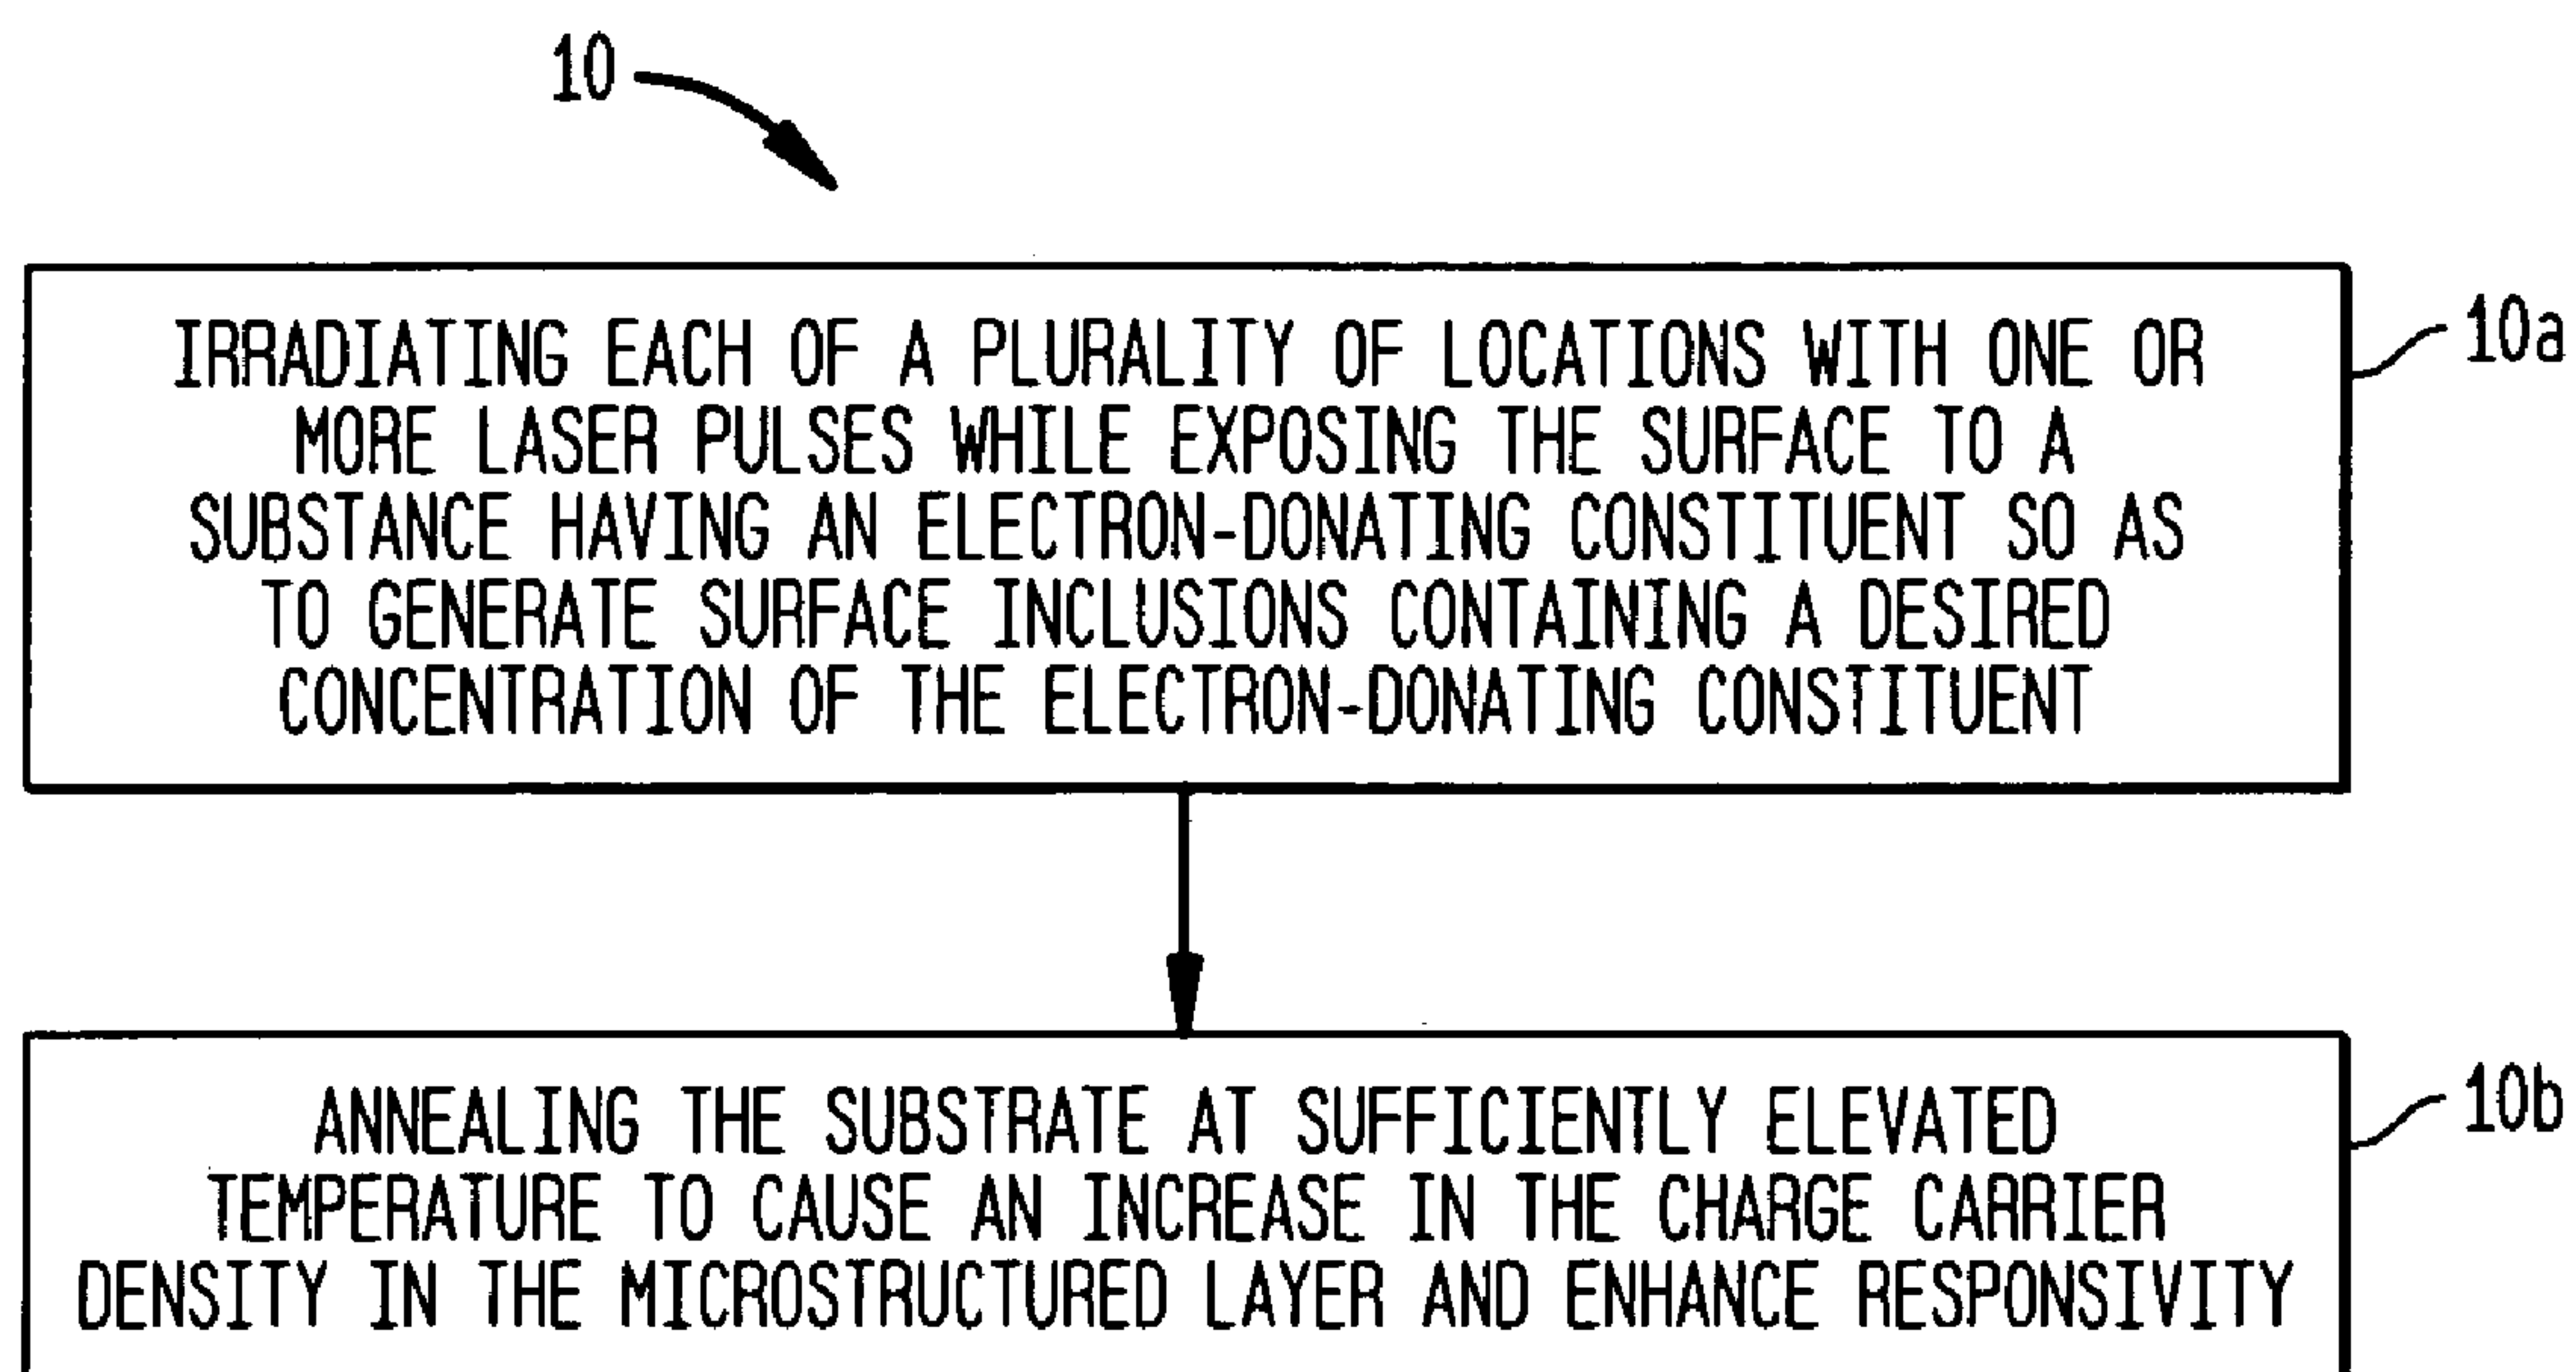 10
IRRADIATING EACH OF A PLURALITY OF LOCATIONS WITH ONE OR
MORE LASER PULSES WHILE EXPOSING THE SURFACE TO A
SUBSTANCE HAVING AN ELECTRON-DONATING CONSTITUENT SO AS
TO GENERATE SURFACE INCLUSIONS CONTAINING A DESIRED
CONCENTRATION OF THE ELECTRON-DONATING CONSTITUENT
10a
ANNEALING THE SUBSTRATE AT SUFFICIENTLY ELEVATED
TEMPERATURE TO CAUSE AN INCREASE IN THE CHARGE CARRIER
DENSITY IN THE MICROSTRUCTURED LAYER AND ENHANCE RESPONSIVITY
10b